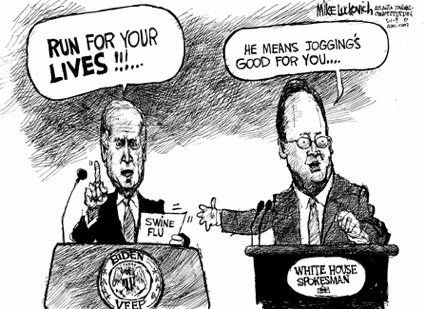 MIKE LUCKOVICH
ATLANTA JOURNAL
CONSTITUTION
RUN FOR YOUR
LIVES !!!...
HE MEANS JOGGING'S
GOOD FOR YOU....
SWINE
FLU
BIDEN
VEEP
WHITE HOUSE
SPOKESMAN